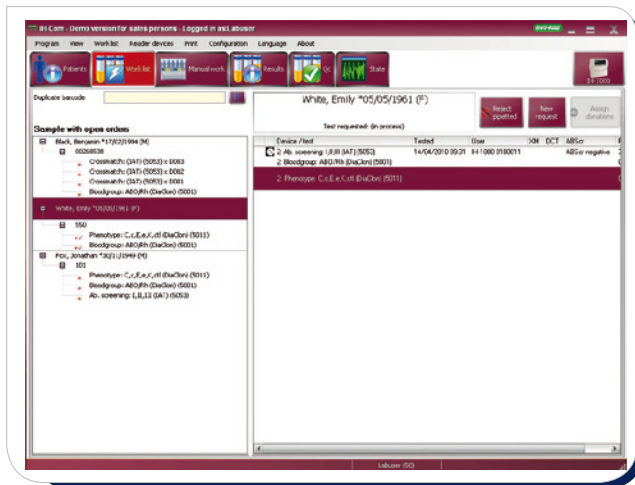 IH-Com - Demo version for sales persons - Logged in as: Labuser
Program View Work list Reader devices Print Configuration Language About
Patients Work list Manual work Results Qc Stats IH-1000
Duplicate barcode
White, Emily *05/05/1961 (F)
Test requested: (in process)
Reject pipetted
New request
Assign donations
Sample with open orders
Black, Benjamin *17/02/1994 (M)
00268538
Crossmatch: (IAT) (5053) x D083
Crossmatch: (IAT) (5053) x D082
Crossmatch: (IAT) (5053) x D081
Bloodgroup: ABO/Rh (DiaClon) (5001)
White, Emily *05/05/1961 (F)
550
Phenotype: C,c,E,e,K,ctl (DiaClon) (5011)
Bloodgroup: ABO/Rh (DiaClon) (5001)
Fox, Jonathan *30/11/1949 (M)
101
Phenotype: C,c,E,e,K,ctl (DiaClon) (5011)
Bloodgroup: ABO/Rh (DiaClon) (5001)
Ab. screening: I,II,III (IAT) (5053)
Device / test Tested User XM DCT ABScr
2 Ab. screening: I,II,III (IAT) (5053) 14/04/2010 09:31 IH-1000 0100011 ABScr negative
2 Bloodgroup: ABO/Rh (DiaClon) (5001)
2 Phenotype: C,c,E,e,K,ctl (DiaClon) (5011)
Labuser (SC)